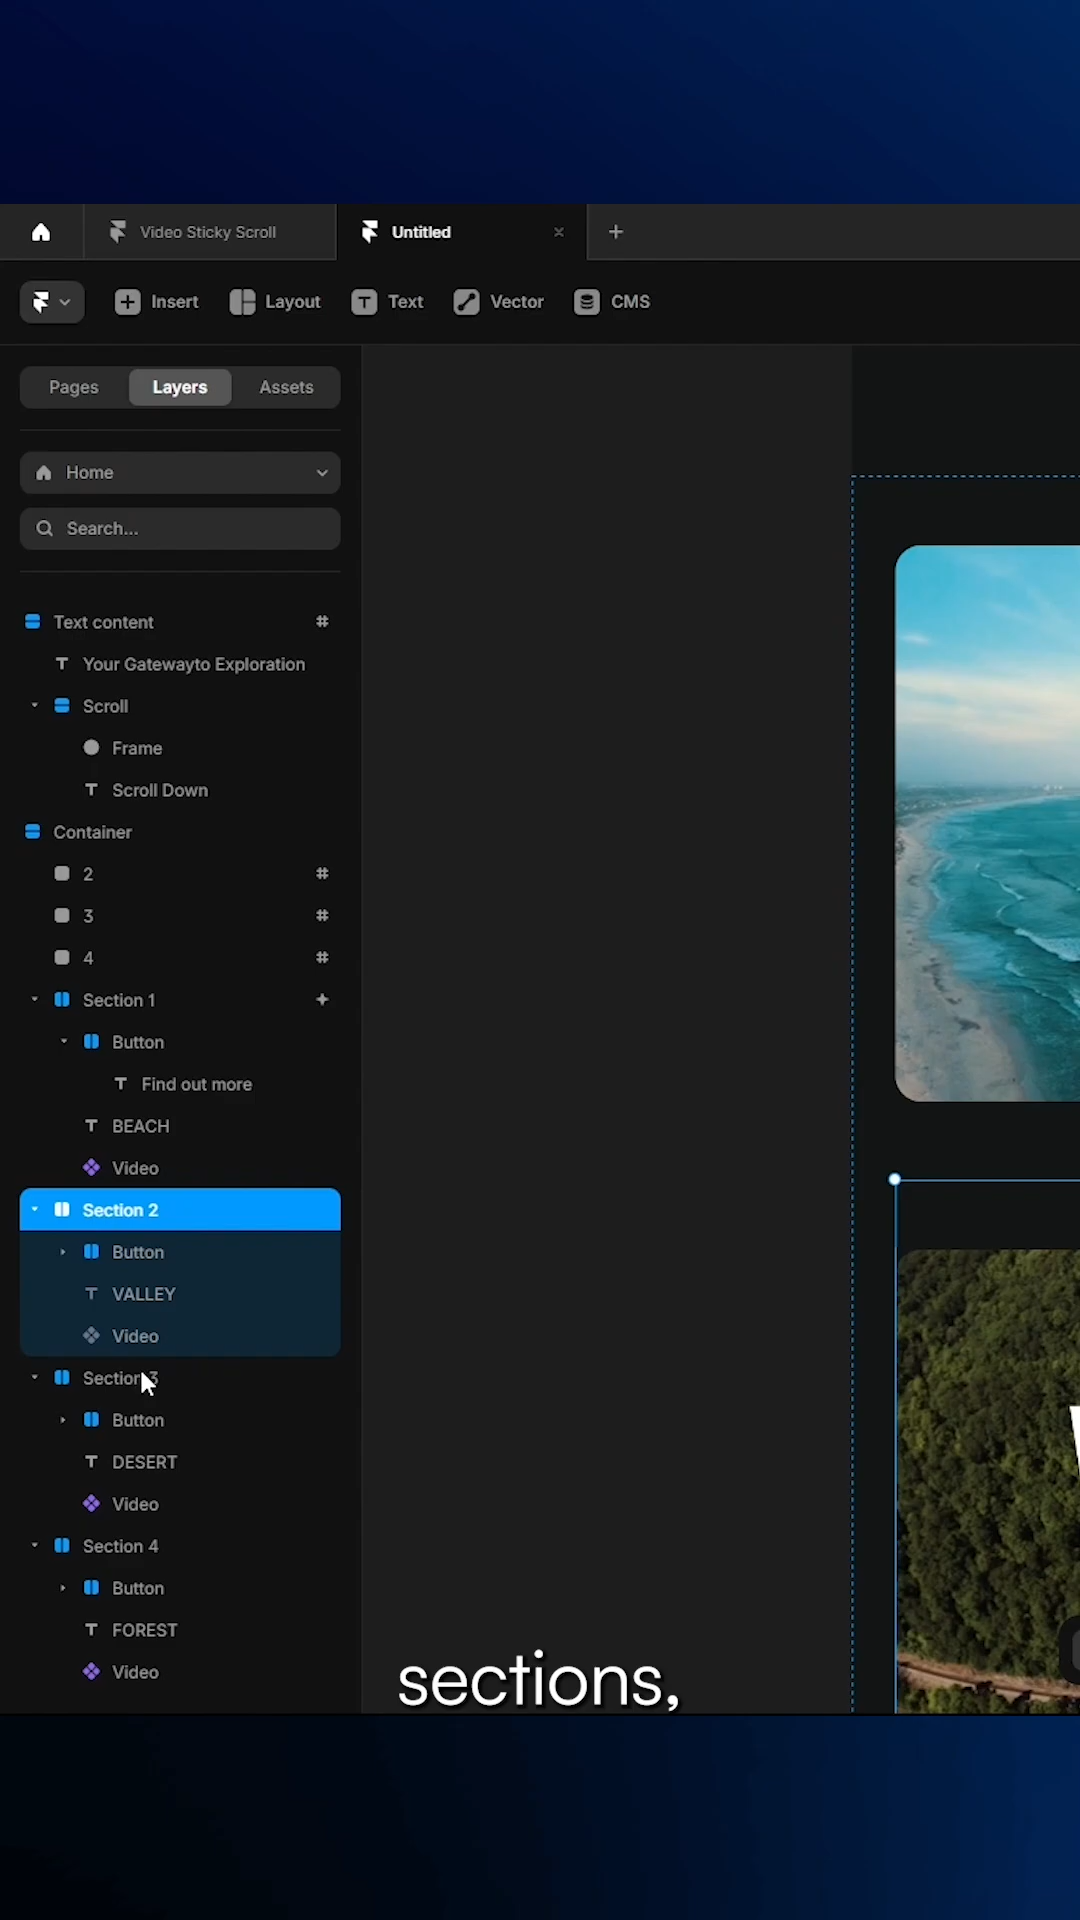 Video Sticky Scroll
Untitled
Insert
Layout
Text
Vector
CMS
Pages
Layers
Assets
Home
Search...
Text content
Your Gatewayto Exploration
Scroll
Frame
Scroll Down
Container
2
3
4
Section 1
Button
Find out more
BEACH
Video
Section 2
Button
VALLEY
Video
Section 3
Button
DESERT
Video
Section 4
Button
FOREST
Video
sections,